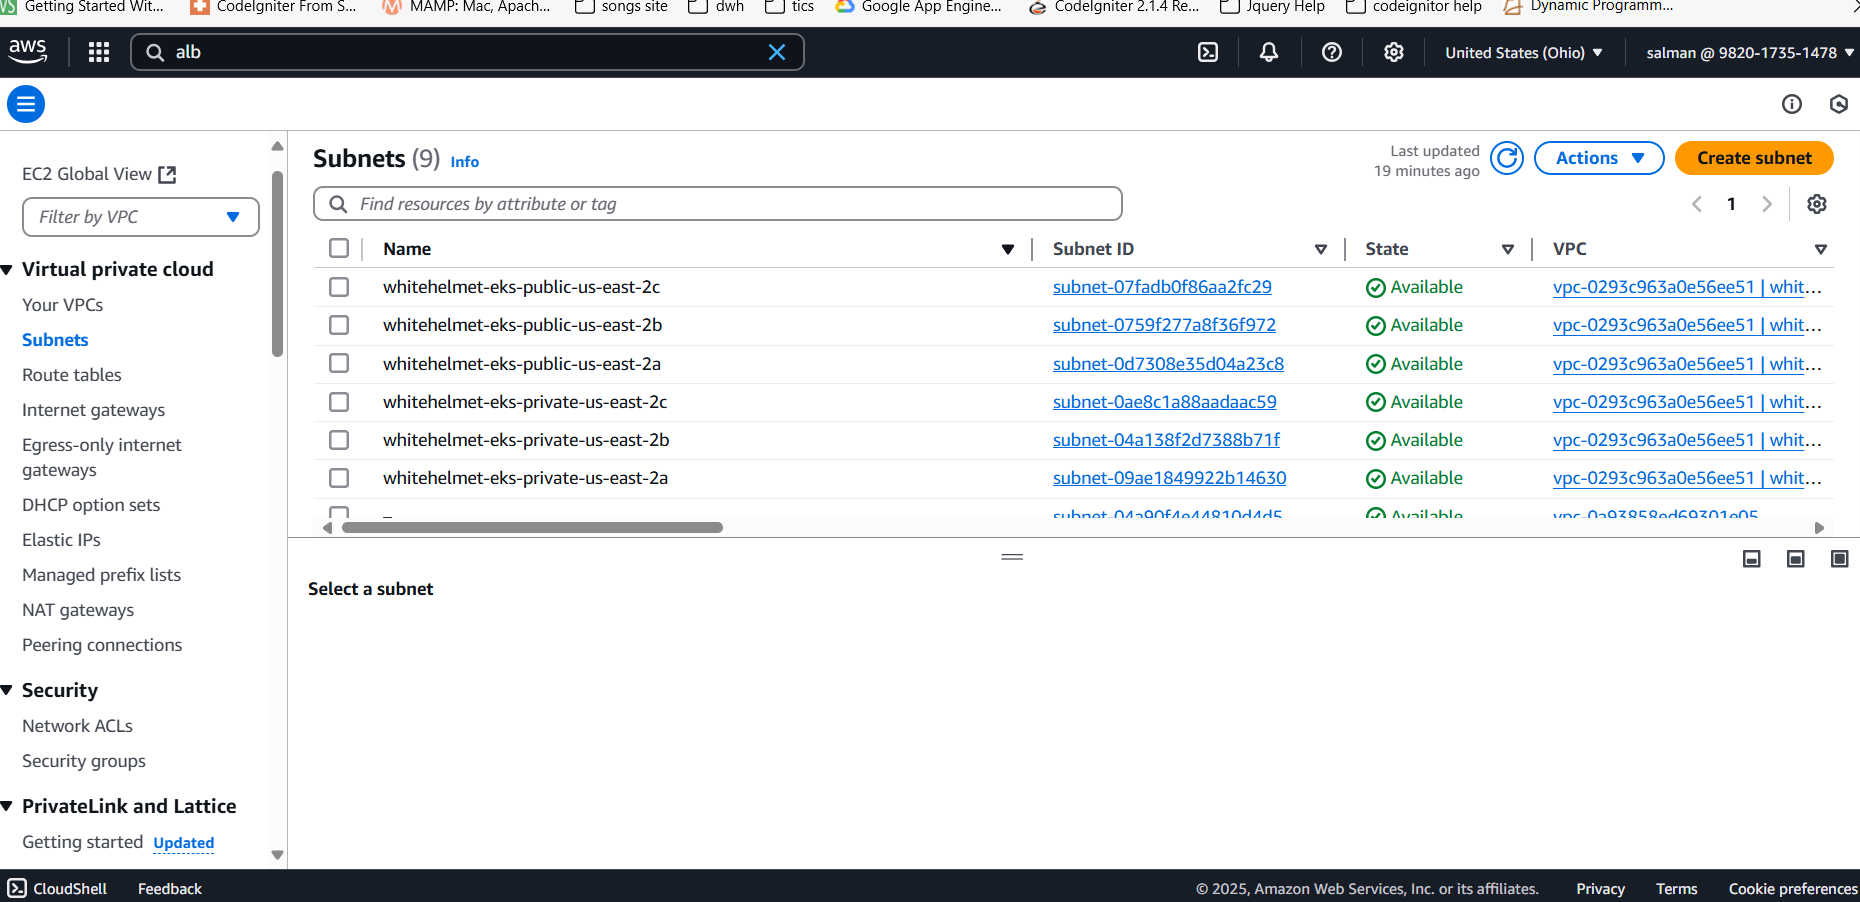 Getting Started Wit... CodeIgniter From S... MAMP: Mac, Apach... songs site dwh tics Google App Engine... CodeIgniter 2.1.4 Re... Jquery Help codeignitor help Dynamic Programm...
aws alb United States (Ohio) salman @ 9820-1735-1478
EC2 Global View
Filter by VPC
Virtual private cloud
Your VPCs
Subnets
Route tables
Internet gateways
Egress-only internet
gateways
DHCP option sets
Elastic IPs
Managed prefix lists
NAT gateways
Peering connections
Security
Network ACLs
Security groups
PrivateLink and Lattice
Getting started Updated
Subnets (9) Info
Last updated
19 minutes ago
Actions
Create subnet
Find resources by attribute or tag
1
Name Subnet ID State VPC
whitehelmet-eks-public-us-east-2c subnet-07fadb0f86aa2fc29 Available vpc-0293c963a0e56ee51 | whit...
whitehelmet-eks-public-us-east-2b subnet-0759f277a8f36f972 Available vpc-0293c963a0e56ee51 | whit...
whitehelmet-eks-public-us-east-2a subnet-0d7308e35d04a23c8 Available vpc-0293c963a0e56ee51 | whit...
whitehelmet-eks-private-us-east-2c subnet-0ae8c1a88aadaac59 Available vpc-0293c963a0e56ee51 | whit...
whitehelmet-eks-private-us-east-2b subnet-04a138f2d7388b71f Available vpc-0293c963a0e56ee51 | whit...
whitehelmet-eks-private-us-east-2a subnet-09ae1849922b14630 Available vpc-0293c963a0e56ee51 | whit...
– subnet-04a90f4e44810d4d5 Available vpc-0a93858ed69301e05
Select a subnet
CloudShell Feedback © 2025, Amazon Web Services, Inc. or its affiliates. Privacy Terms Cookie preferences